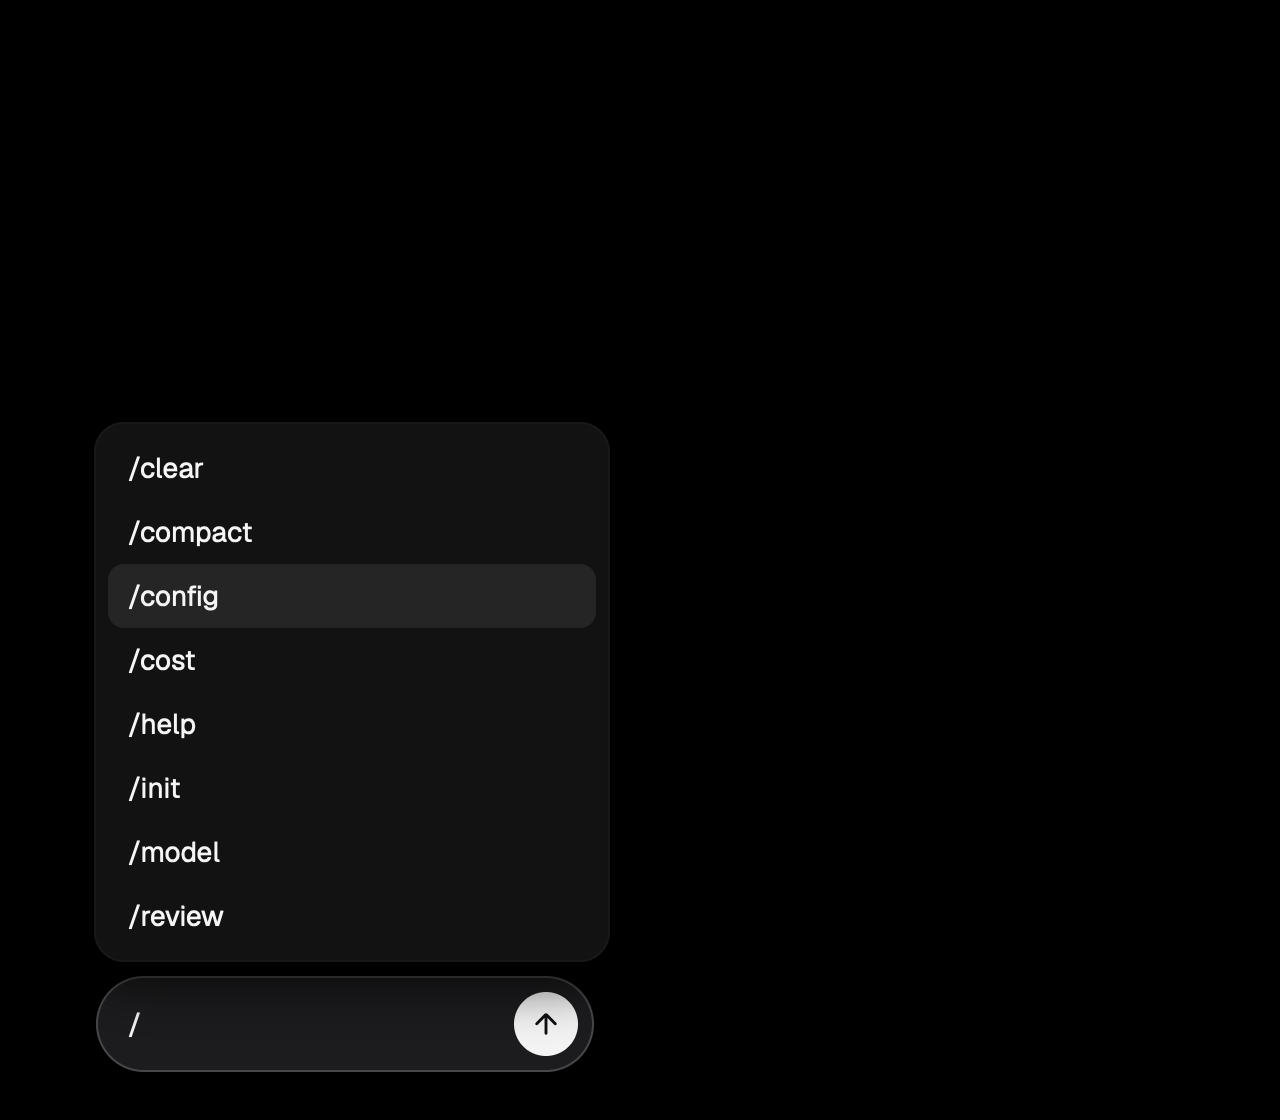 /clear
/compact
/config
/cost
/help
/init
/model
/review
/